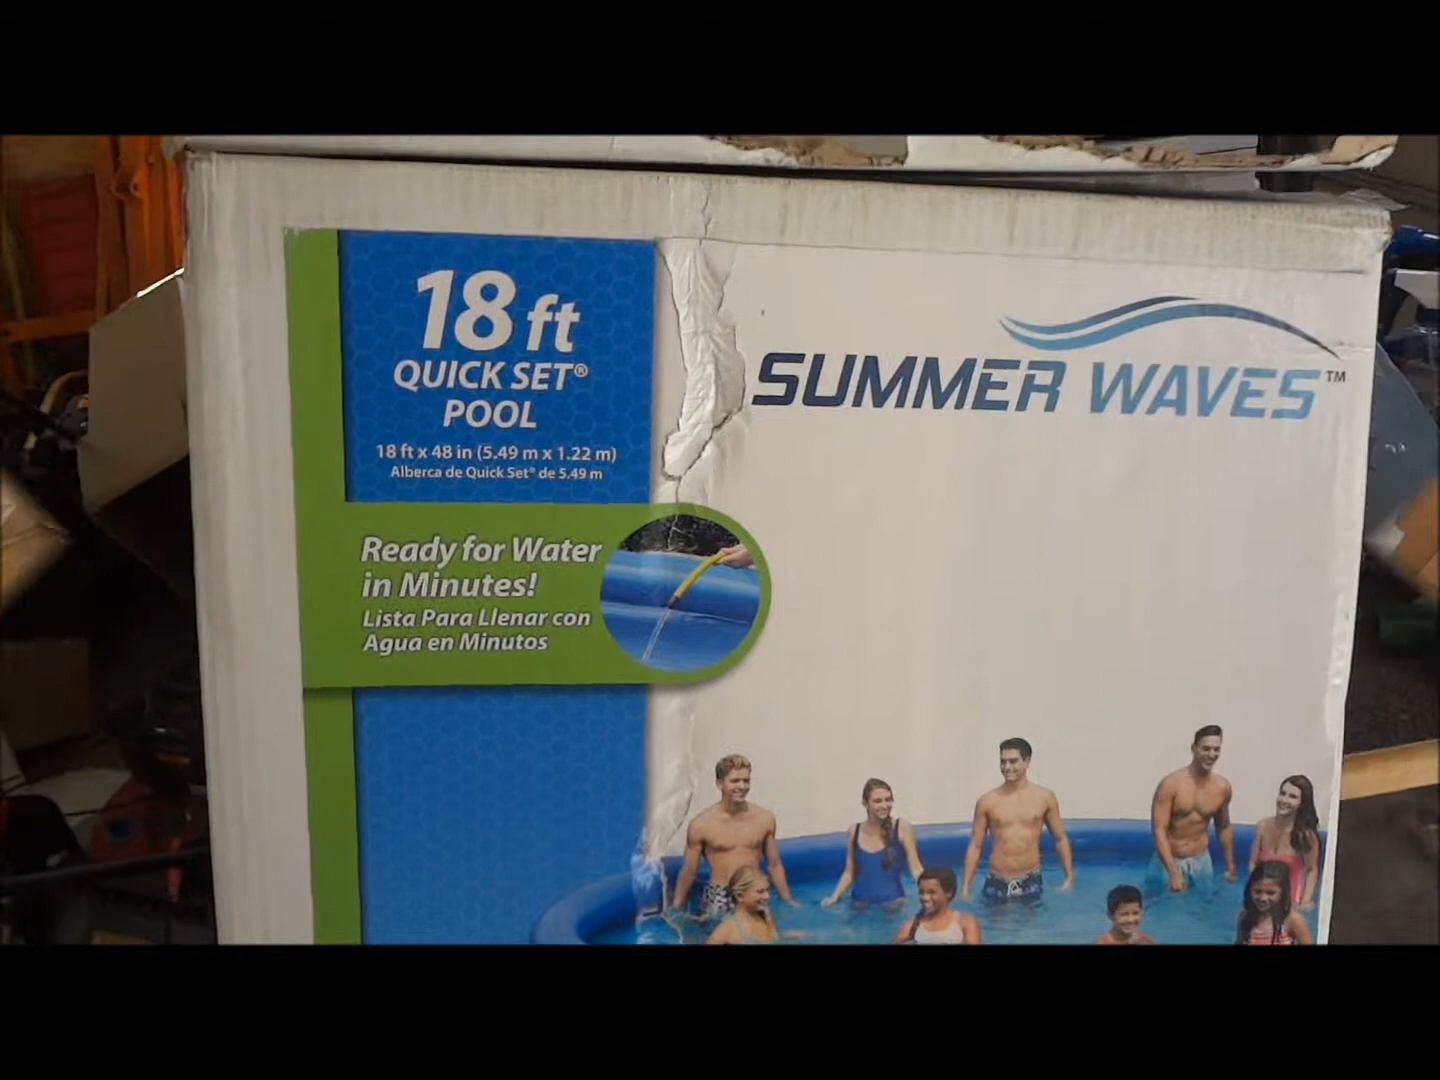 18 ft
QUICK SET®
POOL
18 ft x 48 in (5.49 m x 1.22 m)
Alberca de Quick Set® de 5.49 m
Ready for Water
in Minutes!
Lista Para Llenar con
Agua en Minutos
SUMMER WAVES™